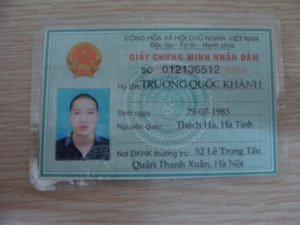 CỘNG HÒA XÃ HỘI CHỦ NGHĨA VIỆT NAM
Độc lập - Tự do - Hạnh phúc
GIẤY CHỨNG MINH NHÂN DÂN
SỐ 012136512
Họ tên TRƯƠNG QUỐC KHÁNH
Sinh ngày 29-07-1983
Nguyên quán Thạch Hà, Hà Tĩnh
Nơi ĐKHK thường trú 52 Lê Trọng Tấn
Quận Thanh Xuân, Hà Nội